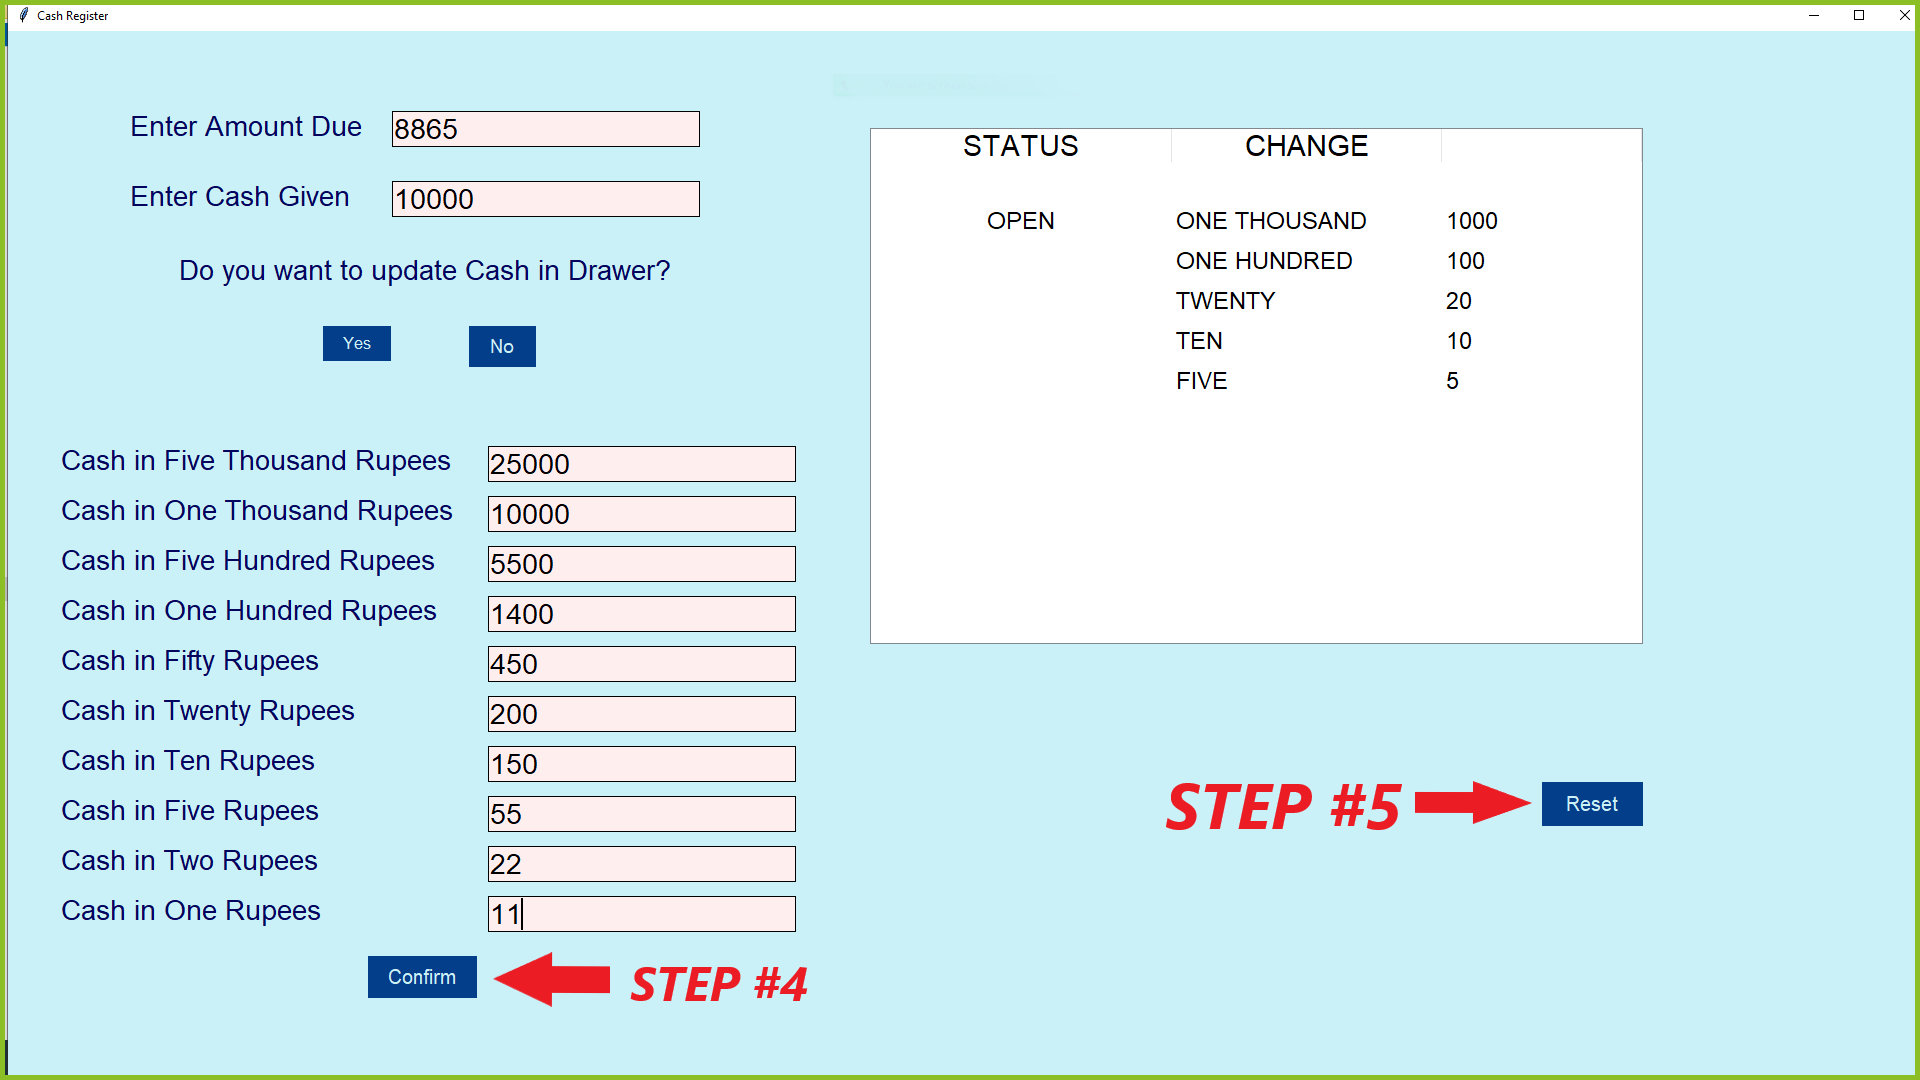 Cash Register
Enter Amount Due 8865
Enter Cash Given 10000
Do you want to update Cash in Drawer?
Yes No
Cash in Five Thousand Rupees 25000
Cash in One Thousand Rupees 10000
Cash in Five Hundred Rupees 5500
Cash in One Hundred Rupees 1400
Cash in Fifty Rupees 450
Cash in Twenty Rupees 200
Cash in Ten Rupees 150
Cash in Five Rupees 55
Cash in Two Rupees 22
Cash in One Rupees 11
Confirm STEP #4
STATUS CHANGE
OPEN ONE THOUSAND 1000
ONE HUNDRED 100
TWENTY 20
TEN 10
FIVE 5
STEP #5 Reset